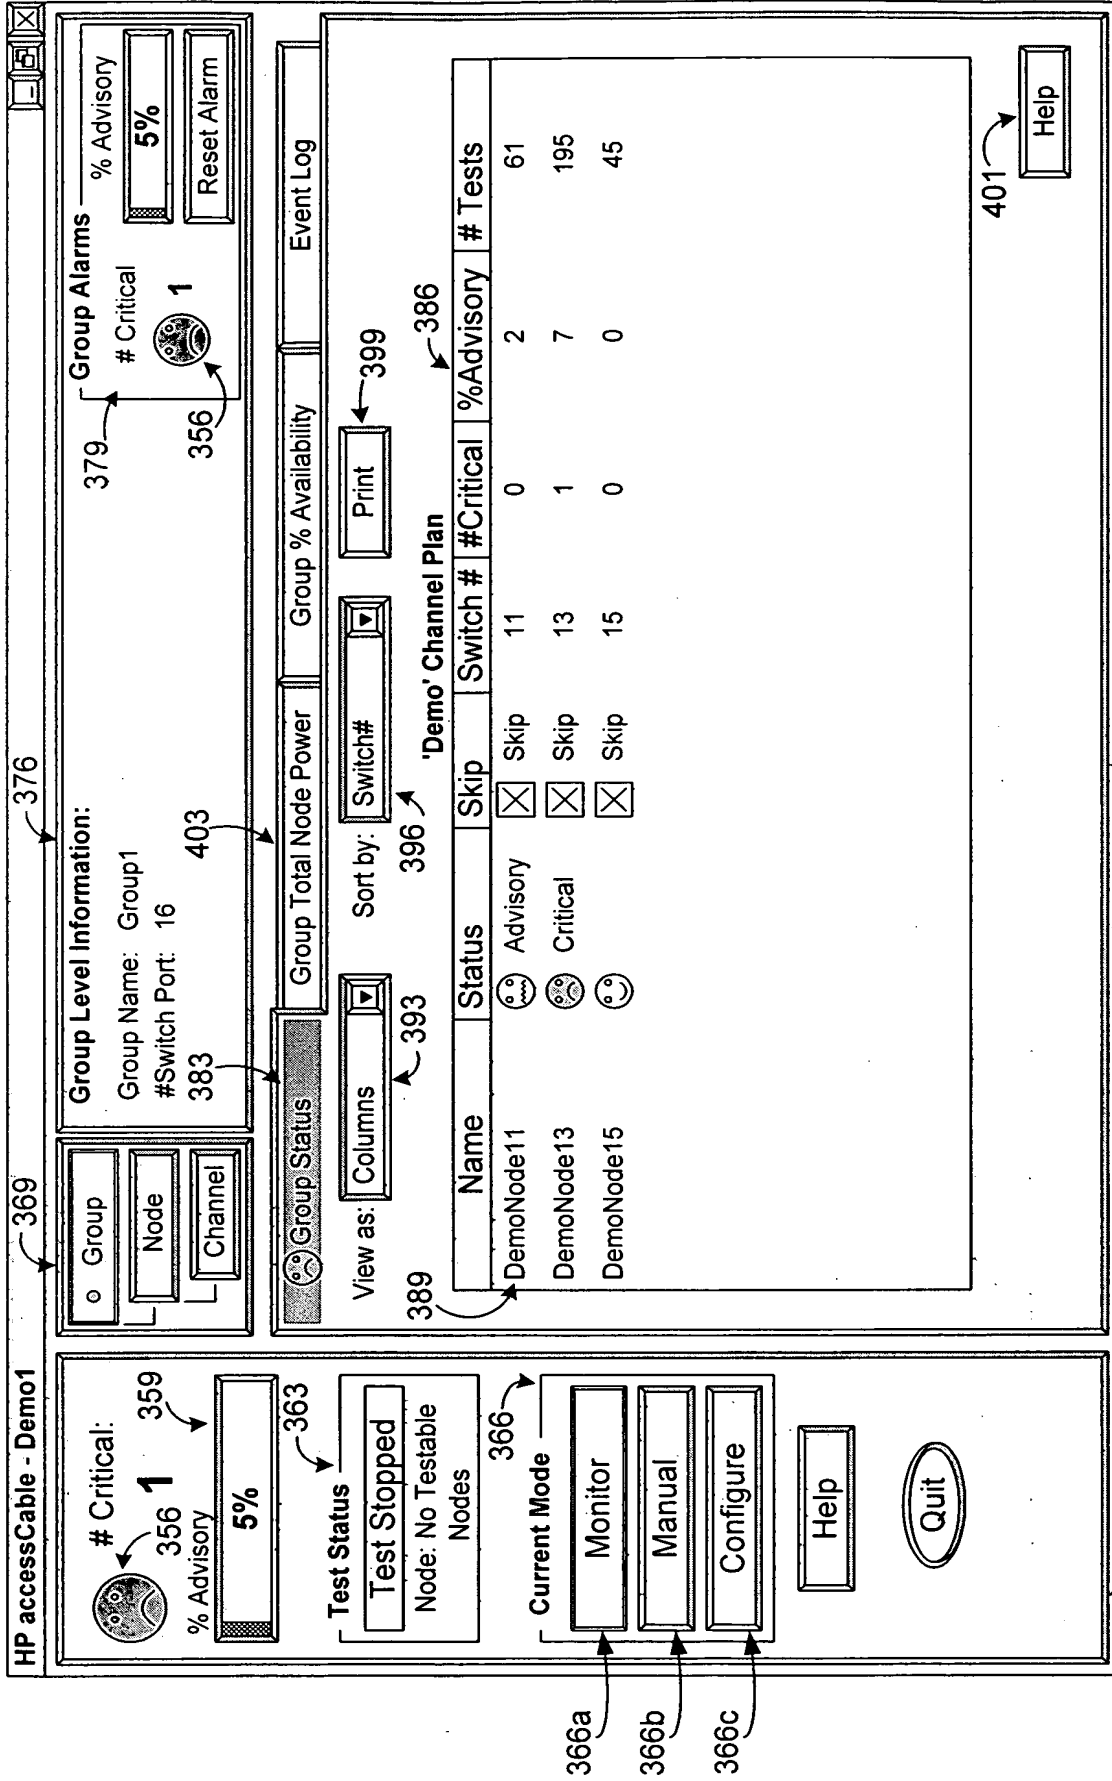 HP accessCable - Demo1
369
376
# Critical:
1
356
% Advisory
359
5%
Test Status
363
Test Stopped
Node: No Testable
Nodes
Current Mode
366
Monitor
Manual
Configure
366a
366b
366c
Help
Quit
Group
Node
Channel
Group Level Information:
Group Name: Group1
#Switch Port: 16
383
403
379
Group Alarms
# Critical
1
356
% Advisory
5%
Reset Alarm
Group Status
Group Total Node Power
Group % Availability
Event Log
View as: Columns
393
Sort by: Switch#
396
Print
399
'Demo' Channel Plan
386
389
Name Status Skip Switch # #Critical %Advisory # Tests
DemoNode11 Advisory Skip 11 0 2 61
DemoNode13 Critical Skip 13 1 7 195
DemoNode15 Skip 15 0 0 45
401
Help